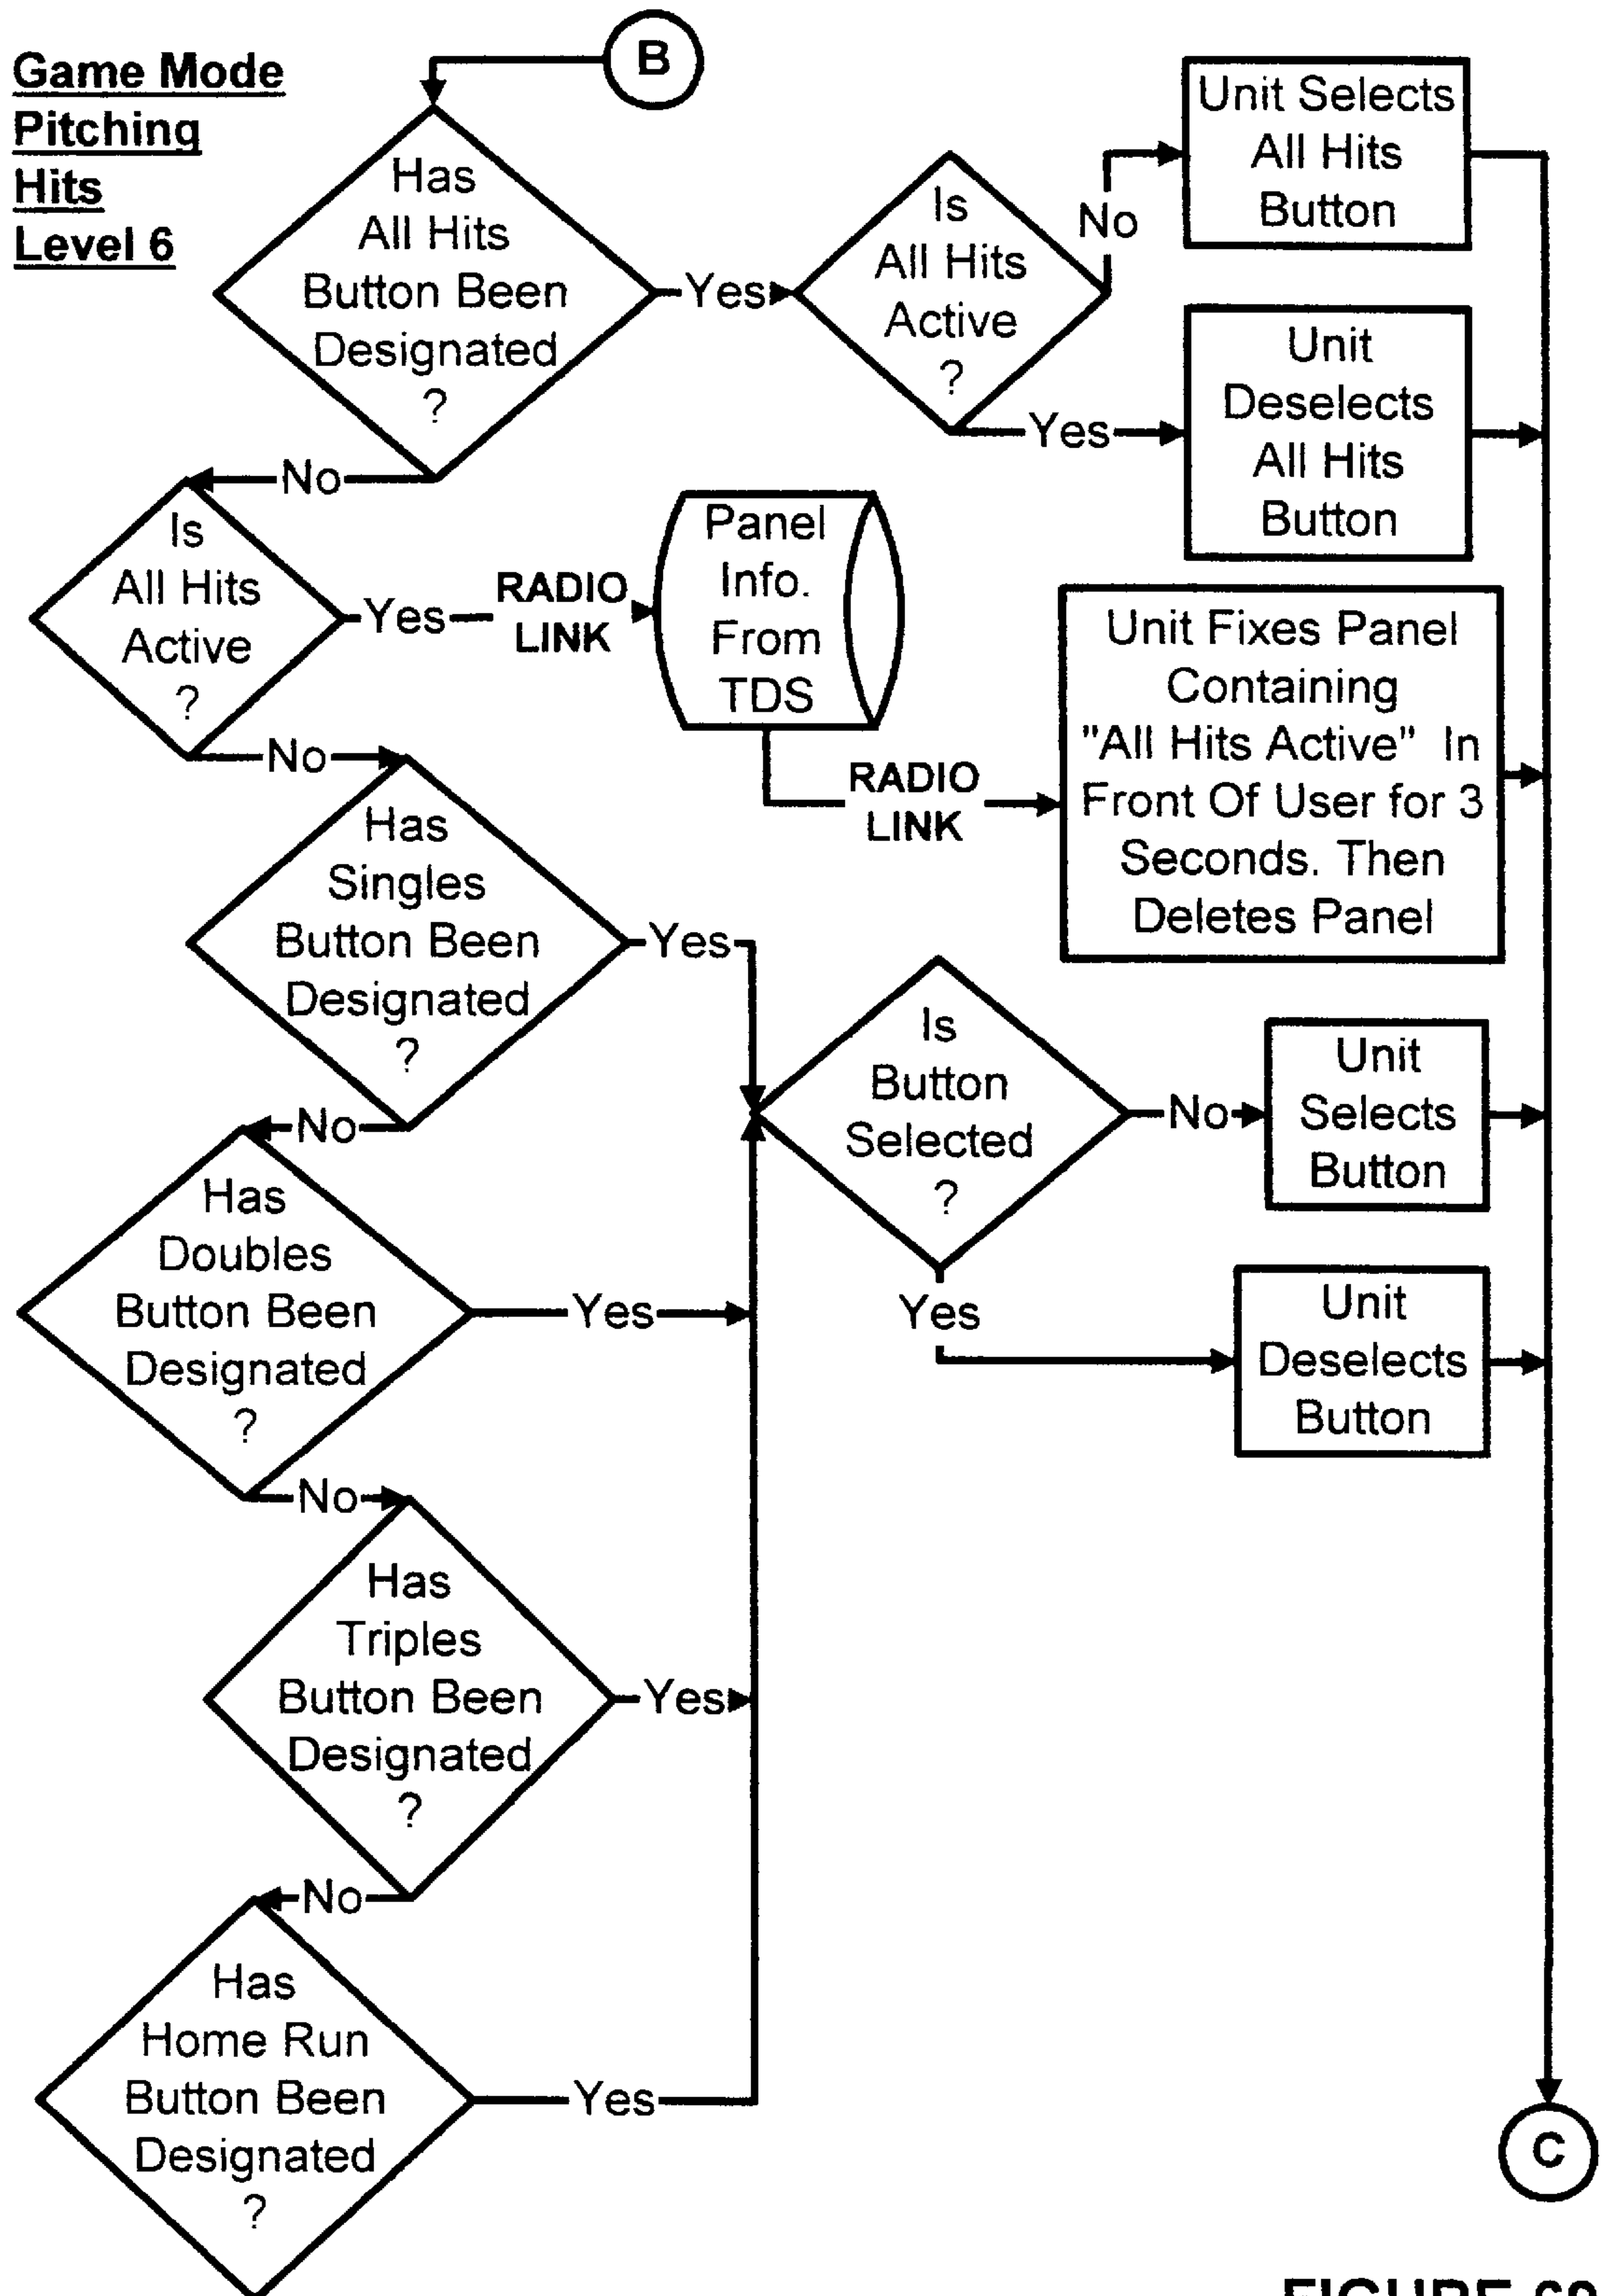 Game Mode
Pitching
Hits
Level 6
B
Has
All Hits
Button Been
Designated
?
Yes
Is
All Hits
Active
?
No
Unit Selects
All Hits
Button
Yes
Unit
Deselects
All Hits
Button
No
Is
All Hits
Active
?
Yes
RADIO
LINK
Panel
Info.
From
TDS
RADIO
LINK
Unit Fixes Panel
Containing
"All Hits Active" In
Front Of User for 3
Seconds. Then
Deletes Panel
No
Has
Singles
Button Been
Designated
?
Yes
Is
Button
Selected
?
No
Unit
Selects
Button
Yes
Unit
Deselects
Button
No
Has
Doubles
Button Been
Designated
?
Yes
No
Has
Triples
Button Been
Designated
?
Yes
No
Has
Home Run
Button Been
Designated
?
Yes
C
FIGURE